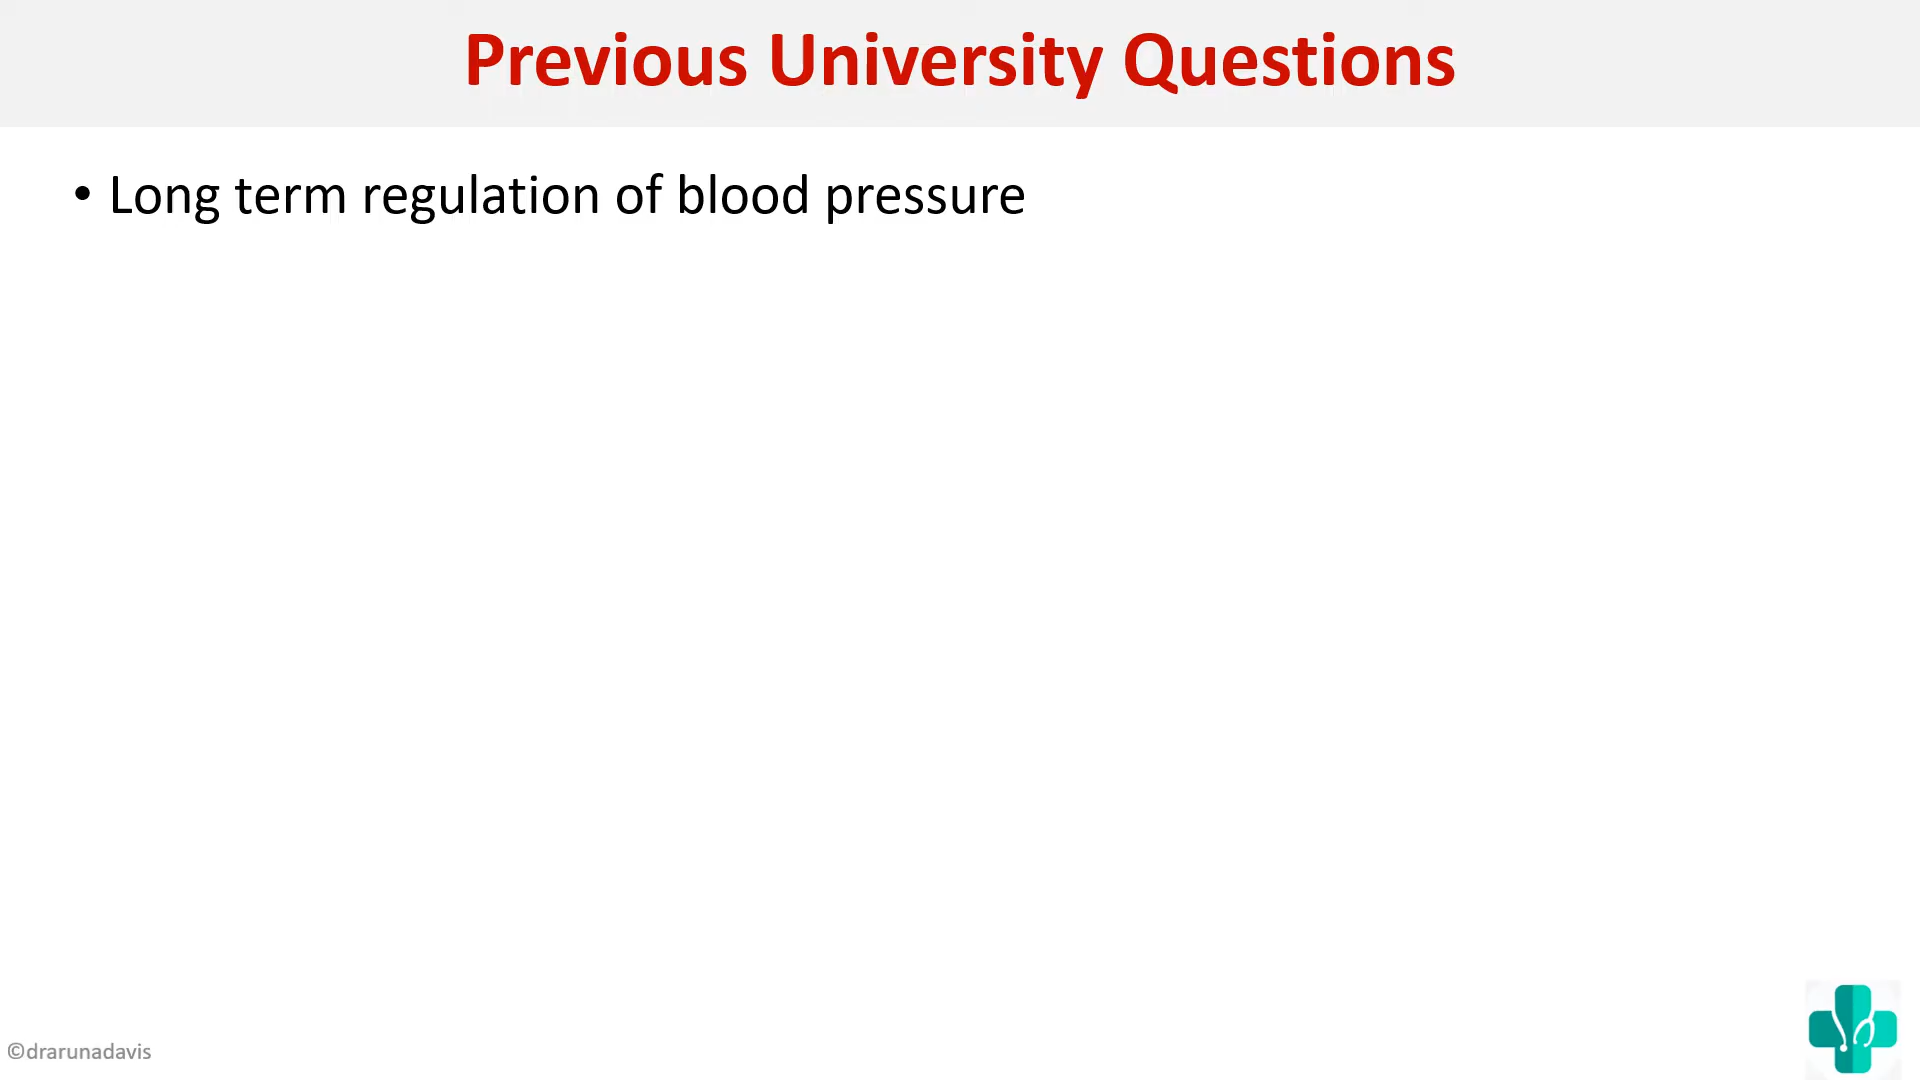 Previous University Questions
• Long term regulation of blood pressure
©drarunadavis